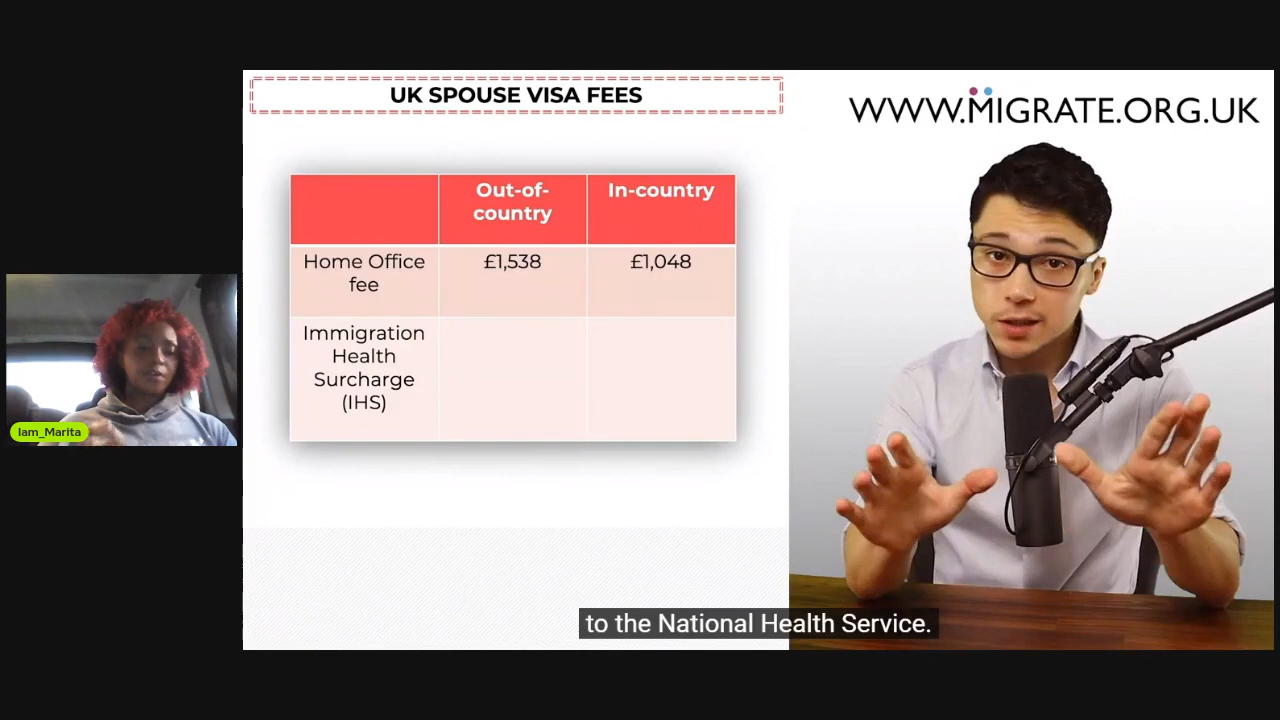 UK SPOUSE VISA FEES
WWW.MIGRATE.ORG.UK
Out-of-
country
In-country
Home Office
fee
£1,538
£1,048
Immigration
Health
Surcharge
(IHS)
Iam_Marita
to the National Health Service.